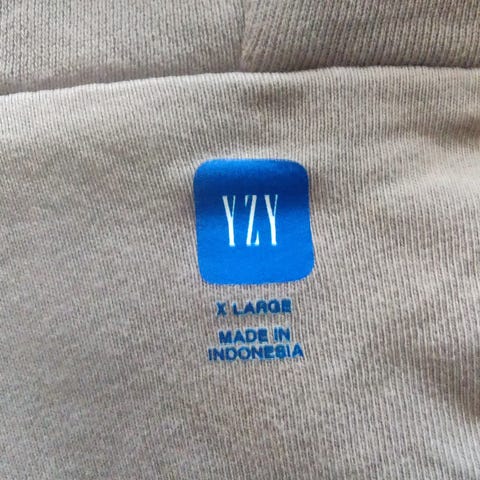 YZY
X LARGE
MADE IN
INDONESIA